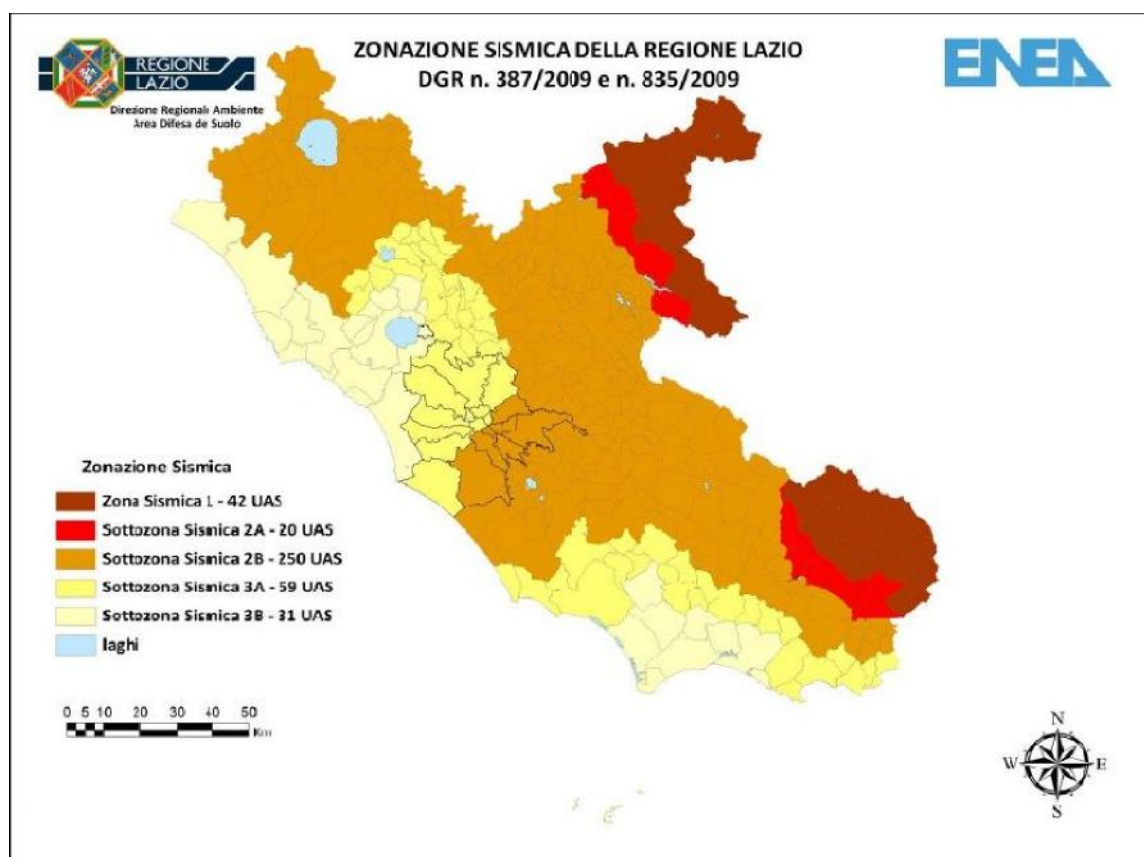 REGIONE
LAZIO
Direzione Regionale Ambiente
Area Difesa de Suolo
ZONAZIONE SISMICA DELLA REGIONE LAZIO
DGR n. 387/2009 e n. 835/2009
ENEA
Zonazione Sismica
Zona Sismica 1 - 42 UAS
Sottozona Sismica 2A - 20 UAS
Sottozona Sismica 2B - 250 UAS
Sottozona Sismica 3A - 59 UAS
Sottozona Sismica 3B - 31 UAS
laghi
0 5 10 20 30 40 50
Km
N
W E
S